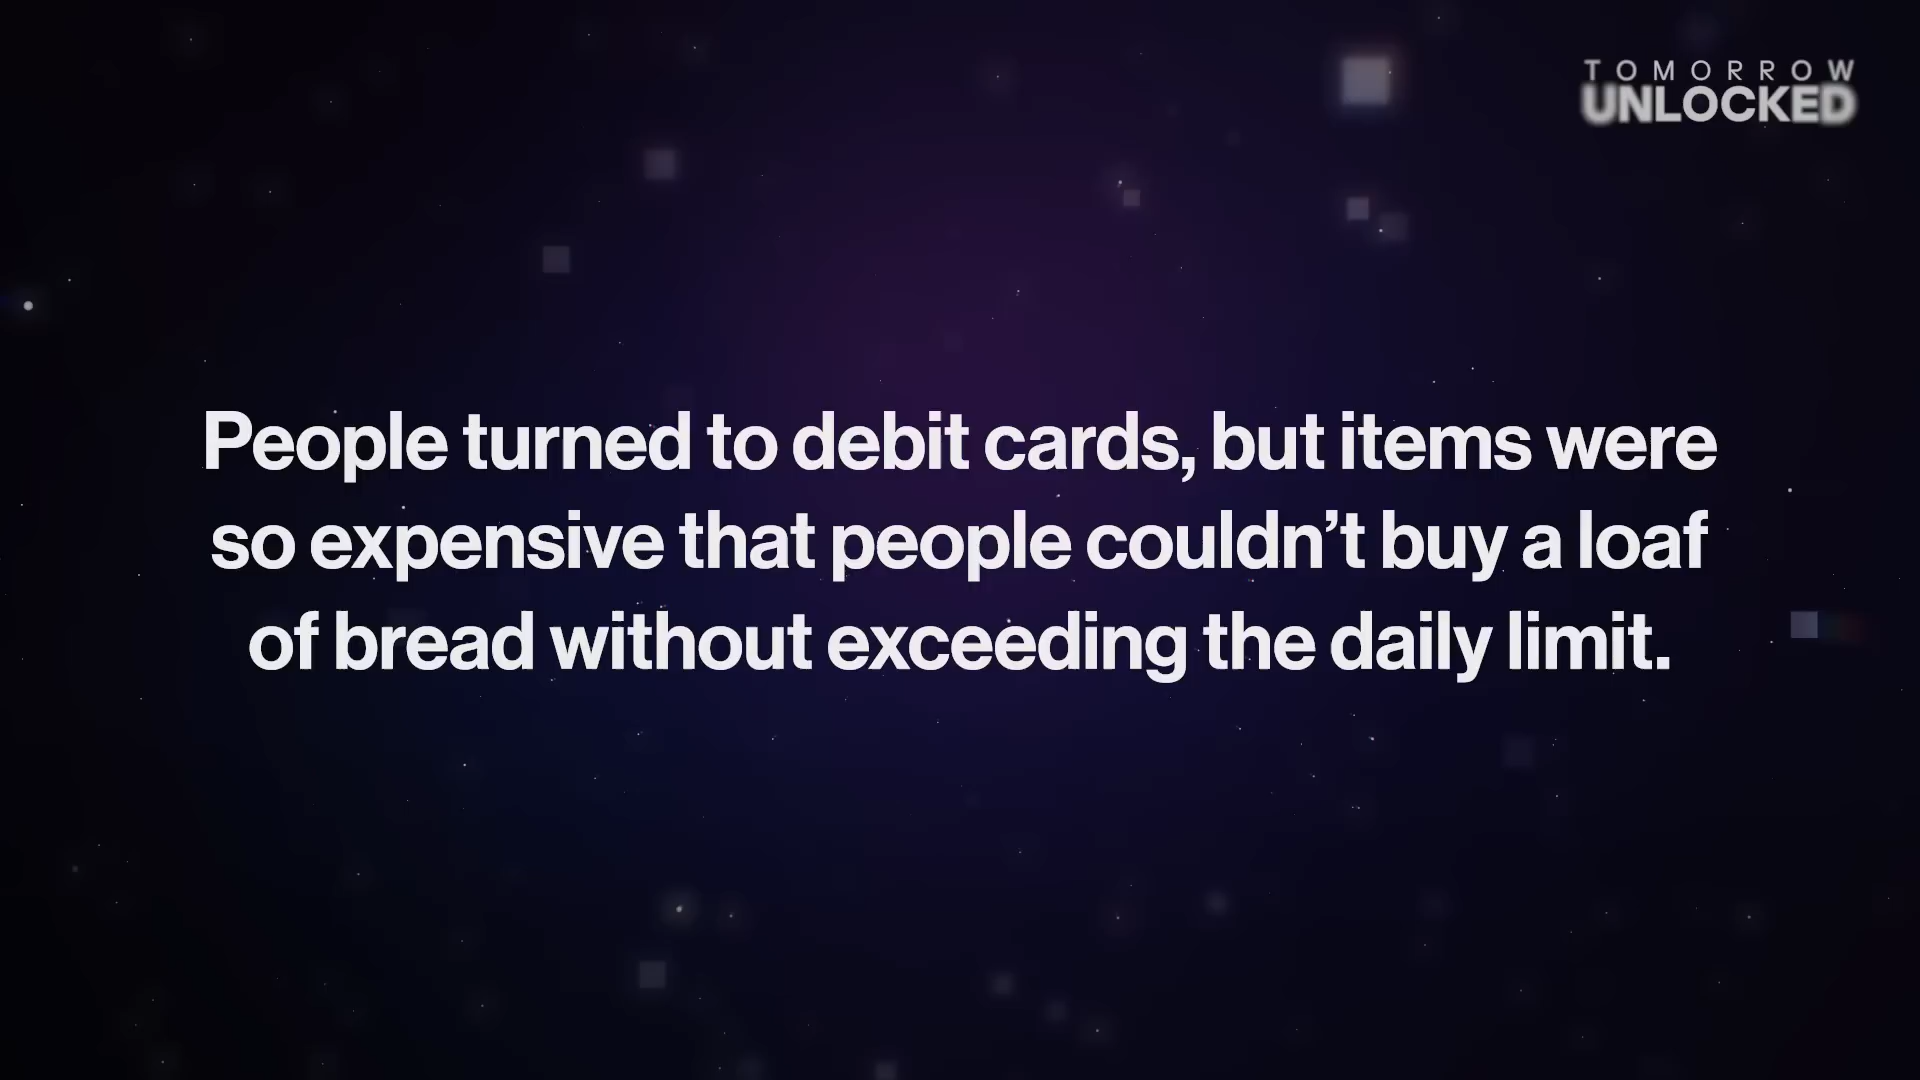 TOMORROW
UNLOCKED
People turned to debit cards, but items were
so expensive that people couldn’t buy a loaf
of bread without exceeding the daily limit.